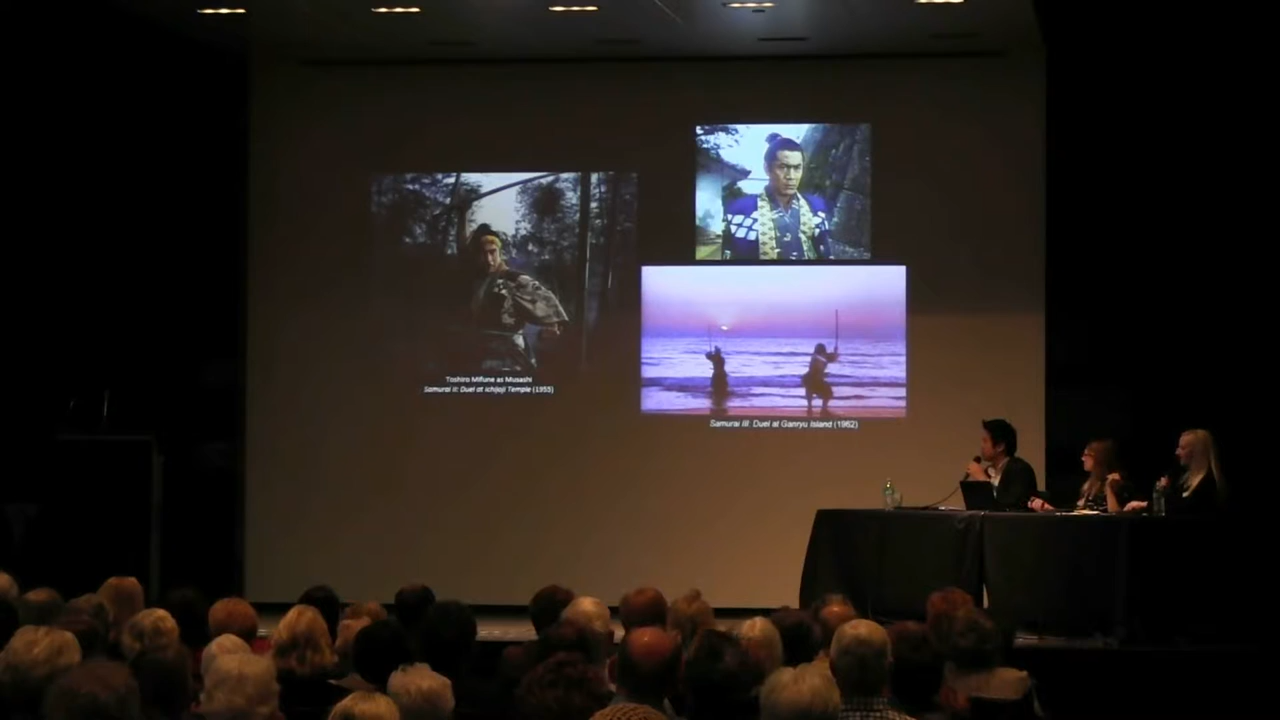 Toshiro Mifune as Musashi
Samurai II: Duel at Ichijoji Temple (1955)
Samurai III: Duel at Ganryu Island (1962)